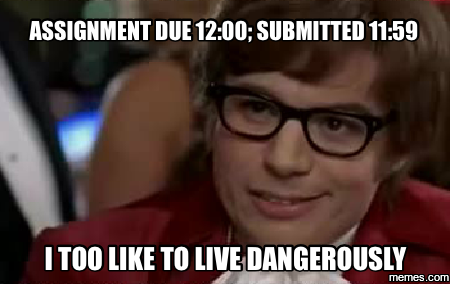 ASSIGNMENT DUE 12:00; SUBMITTED 11:59
I TOO LIKE TO LIVE DANGEROUSLY
memes.com